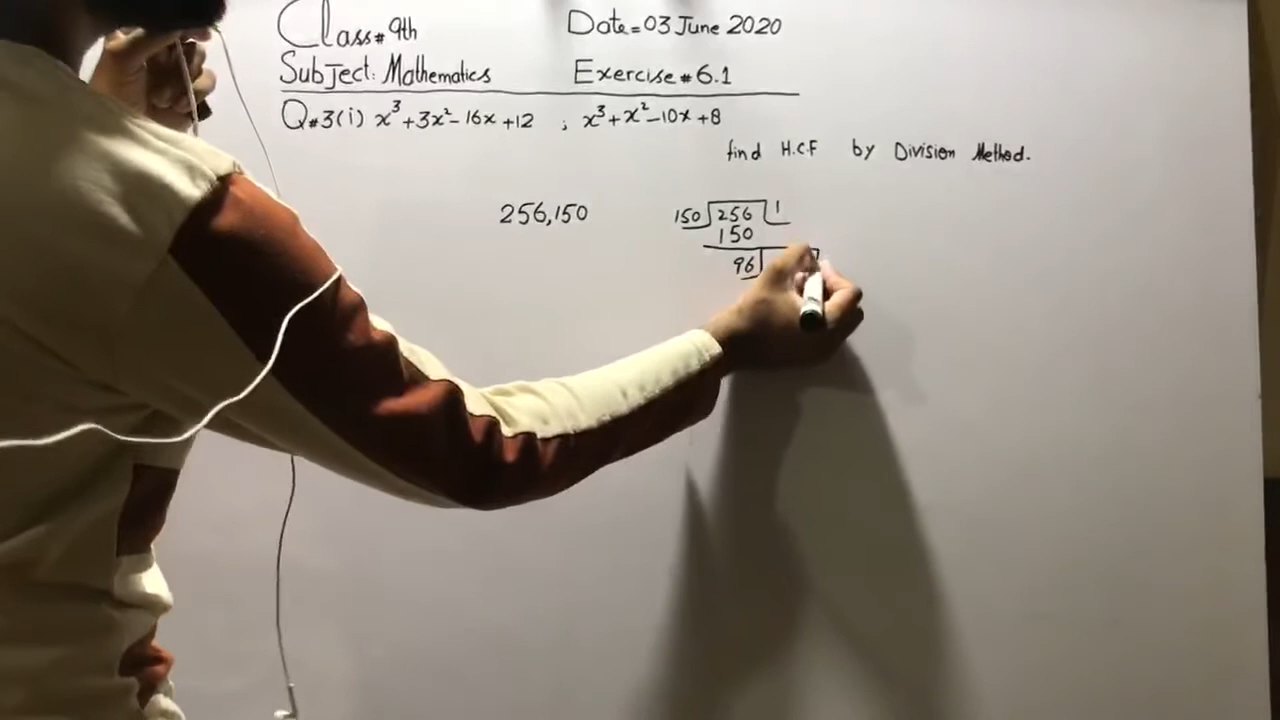 Class# 9th Date=03 June 2020
Subject: Mathematics Exercise#6.1
Q#3(i) x³+3x²-16x+12 ; x³+x²-10x+8
find H.C.F by Division Method.
256,150 150 256 1
150
96